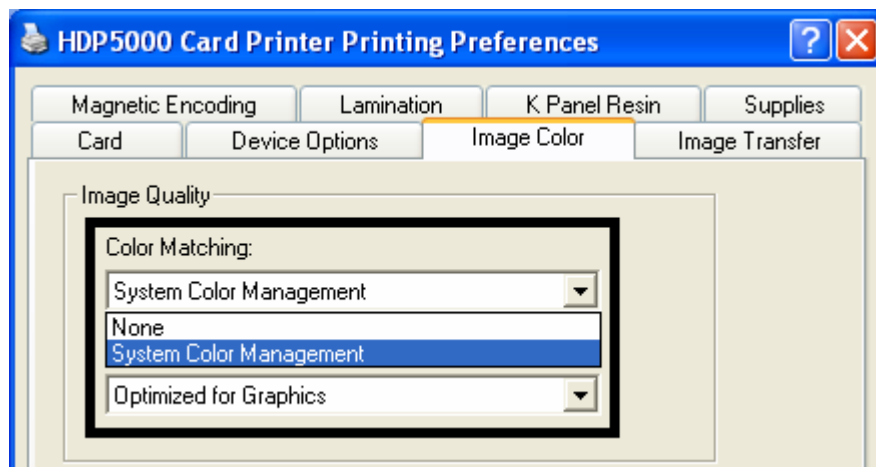 HDP5000 Card Printer Printing Preferences
Magnetic Encoding Lamination K Panel Resin Supplies
Card Device Options Image Color Image Transfer
Image Quality
Color Matching:
System Color Management
None
System Color Management
Optimized for Graphics